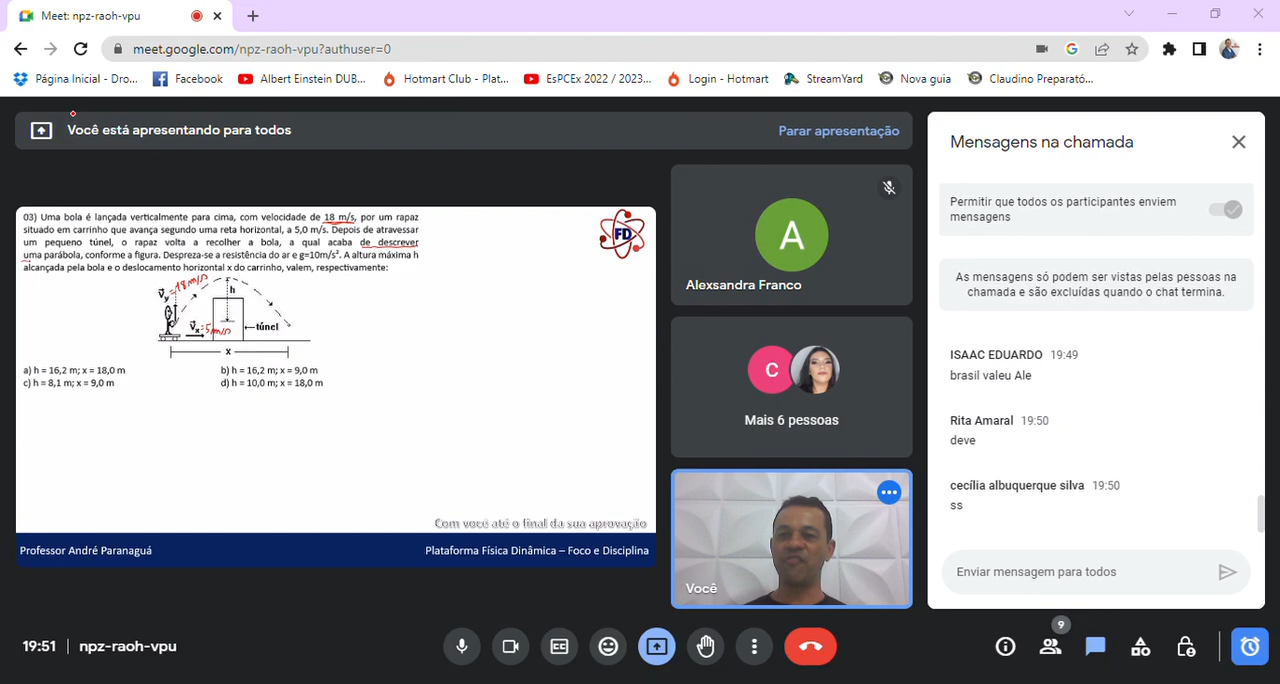 Meet: npz-raoh-vpu
meet.google.com/npz-raoh-vpu?authuser=0
Página Inicial - Dro...
Facebook
Albert Einstein DUB...
Hotmart Club - Plat...
EsPCEx 2022 / 2023...
Login - Hotmart
StreamYard
Nova guia
Claudino Preparató...
Você está apresentando para todos
Parar apresentação
03) Uma bola é lançada verticalmente para cima, com velocidade de 18 m/s, por um rapaz
situado em carrinho que avança segundo uma reta horizontal, a 5,0 m/s. Depois de atravessar
um pequeno túnel, o rapaz volta a recolher a bola, a qual acaba de descrever
uma parábola, conforme a figura. Despreza-se a resistência do ar e g=10m/s². A altura máxima h
alcançada pela bola e o deslocamento horizontal x do carrinho, valem, respectivamente:
FD
Vy =18 m/s
h
Vx =5 m/s
túnel
x
a) h = 16,2 m; x = 18,0 m
b) h = 16,2 m; x = 9,0 m
c) h = 8,1 m; x = 9,0 m
d) h = 10,0 m; x = 18,0 m
Com você até o final da sua aprovação
Professor André Paranaguá
Plataforma Física Dinâmica – Foco e Disciplina
A
Alexsandra Franco
C
Mais 6 pessoas
Você
Mensagens na chamada
Permitir que todos os participantes enviem
mensagens
As mensagens só podem ser vistas pelas pessoas na
chamada e são excluídas quando o chat termina.
ISAAC EDUARDO 19:49
brasil valeu Ale
Rita Amaral 19:50
deve
cecília albuquerque silva 19:50
ss
Enviar mensagem para todos
19:51 | npz-raoh-vpu
9